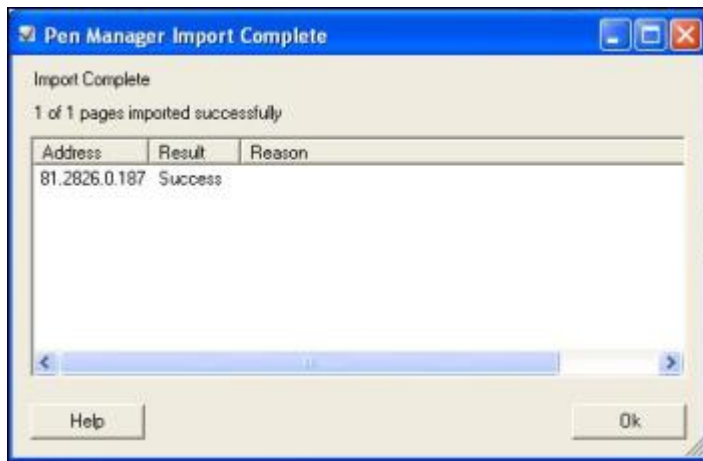 Pen Manager Import Complete
Import Complete
1 of 1 pages imported successfully
Address Result Reason
81.2826.0.187 Success
Help Ok